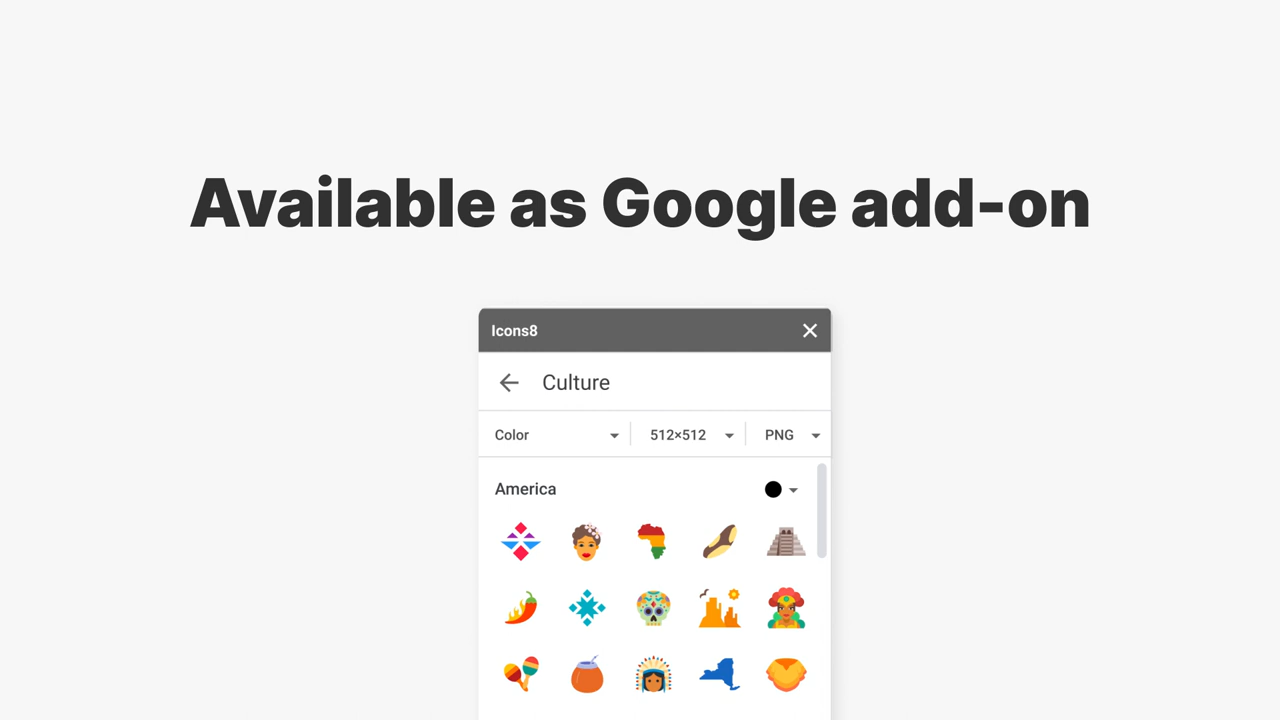 Available as Google add-on
Icons8
Culture
Color 512×512 PNG
America